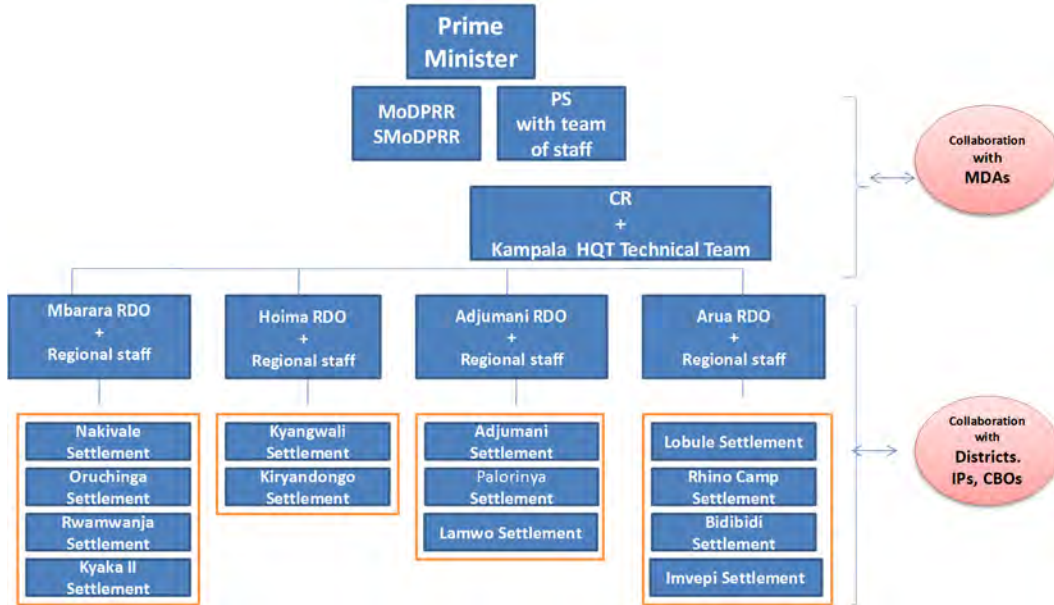 Prime
Minister
MoDPRR
SMoDPRR
PS
with team
of staff
Collaboration
with
MDAs
CR
+
Kampala HQT Technical Team
Mbarara RDO
+
Regional staff
Hoima RDO
+
Regional staff
Adjumani RDO
+
Regional staff
Arua RDO
+
Regional staff
Nakivale
Settlement
Oruchinga
Settlement
Rwamwanja
Settlement
Kyaka II
Settlement
Kyangwali
Settlement
Kiryandongo
Settlement
Adjumani
Settlement
Palorinya
Settlement
Lamwo Settlement
Lobule Settlement
Rhino Camp
Settlement
Bidibidi
Settlement
Imvepi Settlement
Collaboration
with
Districts.
IPs, CBOs